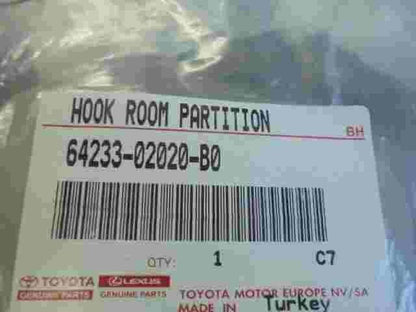 HOOK ROOM PARTITION
BH
64233-02020-B0
QTY: 1 C7
TOYOTA LEXUS
GENUINE PARTS GENUINE PARTS
TOYOTA MOTOR EUROPE NV/SA
MADE IN Turkey